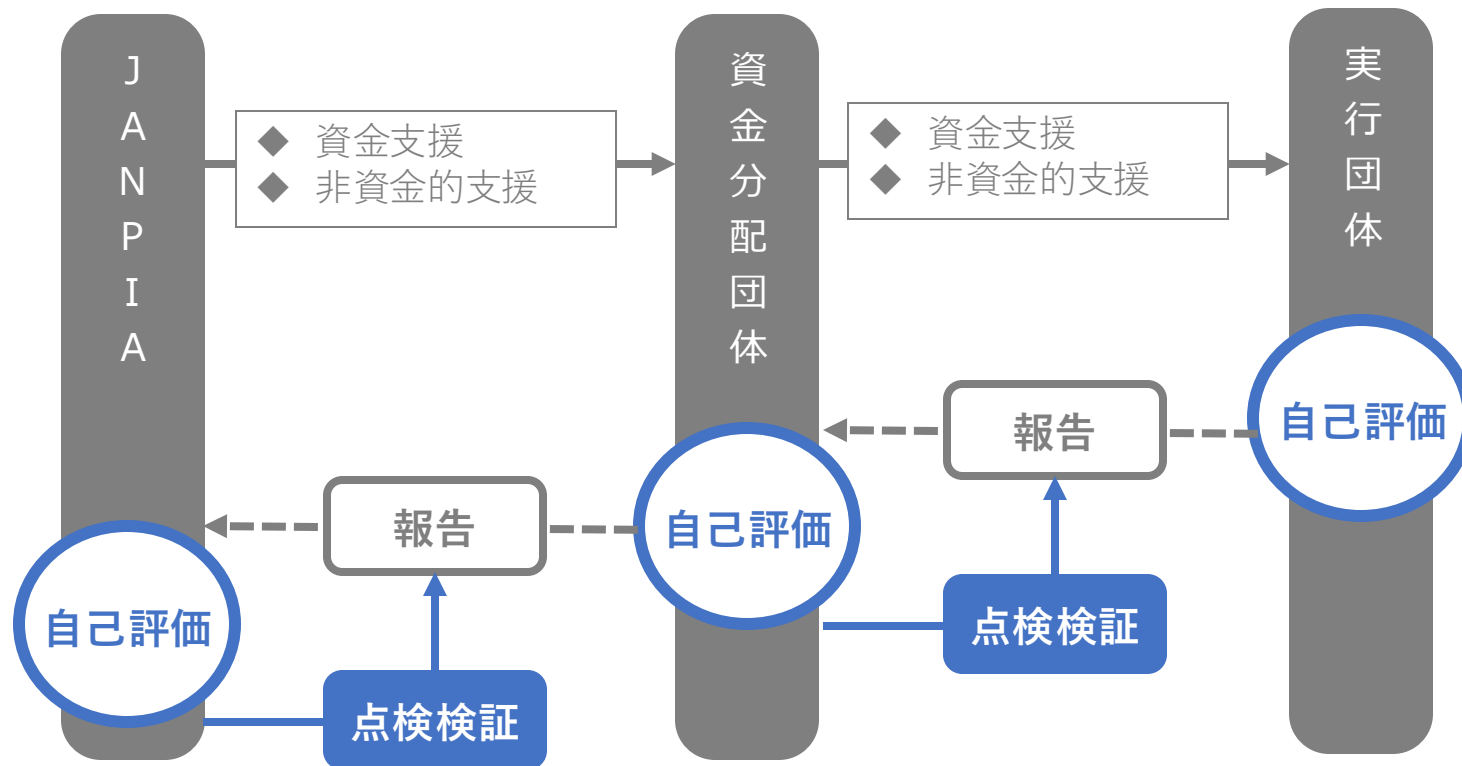 JANPIA
◆ 資金支援
◆ 非資金的支援
資金分配団体
◆ 資金支援
◆ 非資金的支援
実行団体
自己評価
報告
自己評価
報告
自己評価
点検検証
点検検証